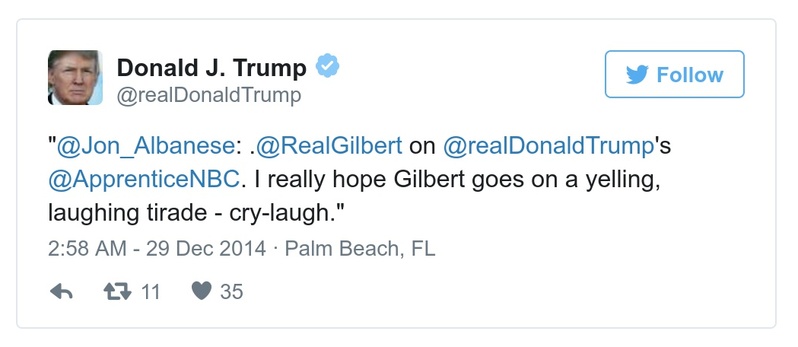 Donald J. Trump
@realDonaldTrump
Follow
"@Jon_Albanese: .@RealGilbert on @realDonaldTrump's
@ApprenticeNBC. I really hope Gilbert goes on a yelling,
laughing tirade - cry-laugh."
2:58 AM - 29 Dec 2014 · Palm Beach, FL
11 35